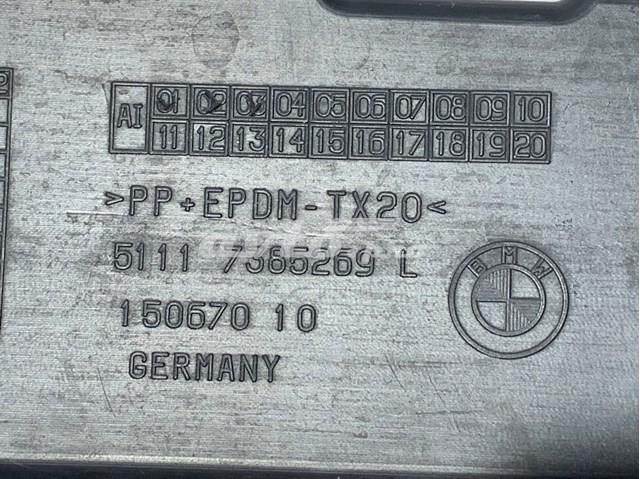 AI 01 02 03 04 05 06 07 08 09 10
11 12 13 14 15 16 17 18 19 20
>PP+EPDM-TX20<
5111 7385269 L
BMW
150670 10
GERMANY